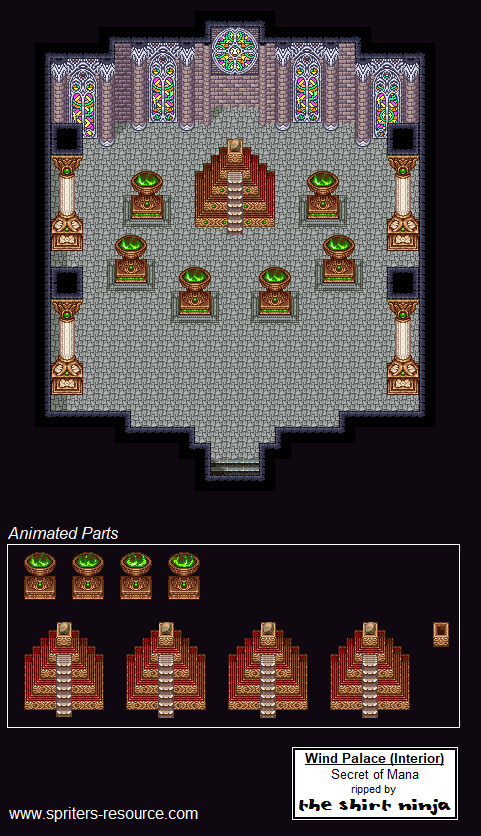 Animated Parts
Wind Palace (Interior)
Secret of Mana
ripped by
the shirt ninja
www.spriters-resource.com